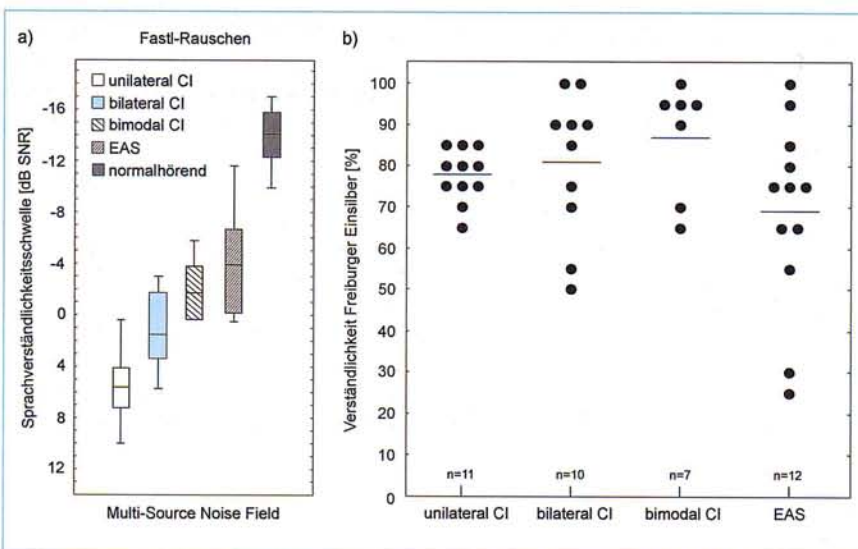 a)
Fastl-Rauschen
Sprachverständlichkeitsschwelle [dB SNR]
-16
-12
-8
-4
0
4
8
12
unilateral CI
bilateral CI
bimodal CI
EAS
normalhörend
Multi-Source Noise Field
b)
Verständlichkeit Freiburger Einsilber [%]
100
90
80
70
60
50
40
30
20
10
0
n=11 n=10 n=7 n=12
unilateral CI bilateral CI bimodal CI EAS